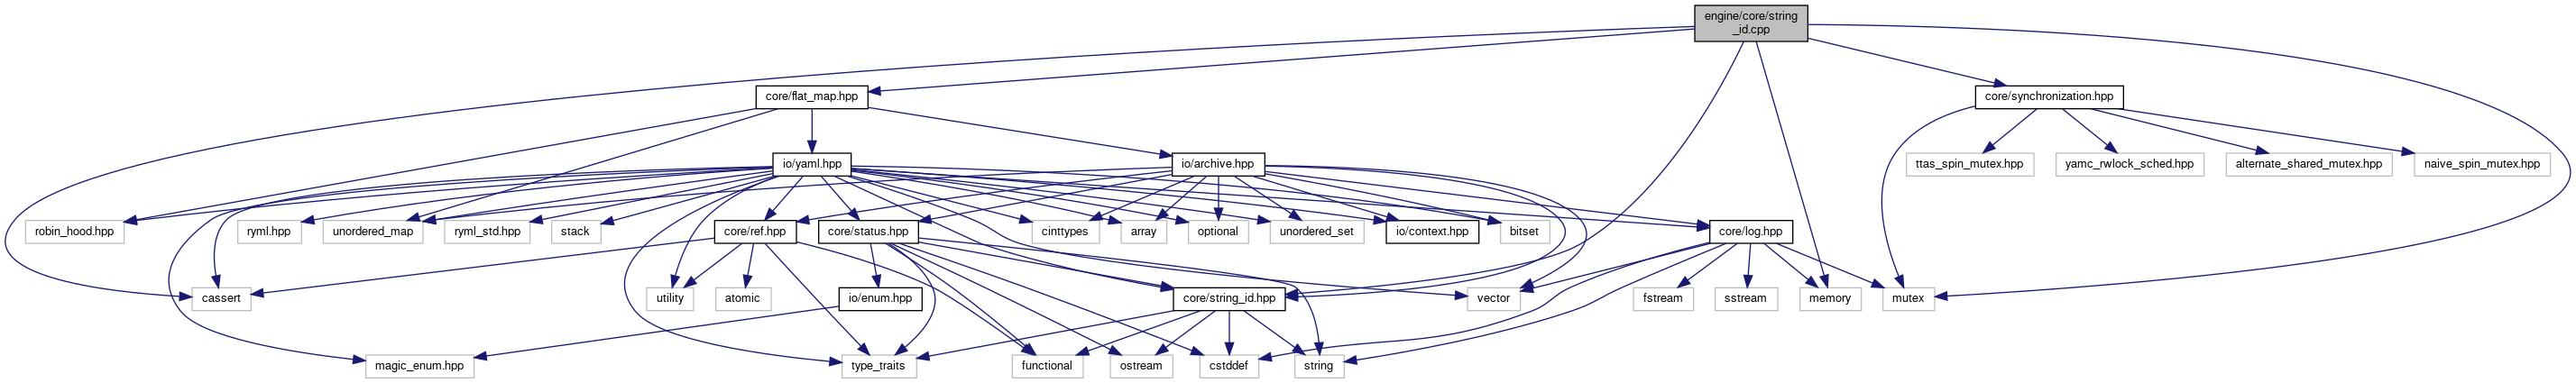 engine/core/string
_id.cpp
core/flat_map.hpp
core/synchronization.hpp
io/yaml.hpp
io/archive.hpp
ttas_spin_mutex.hpp
yamc_rwlock_sched.hpp
alternate_shared_mutex.hpp
naive_spin_mutex.hpp
robin_hood.hpp
ryml.hpp
unordered_map
ryml_std.hpp
stack
core/ref.hpp
core/status.hpp
cinttypes
array
optional
unordered_set
io/context.hpp
bitset
core/log.hpp
cassert
utility
atomic
io/enum.hpp
core/string_id.hpp
vector
fstream
sstream
memory
mutex
magic_enum.hpp
type_traits
functional
ostream
cstddef
string